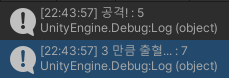 [22:43:57] 공격! : 5
UnityEngine.Debug:Log (object)
[22:43:57] 3 만큼 출혈... : 7
UnityEngine.Debug:Log (object)